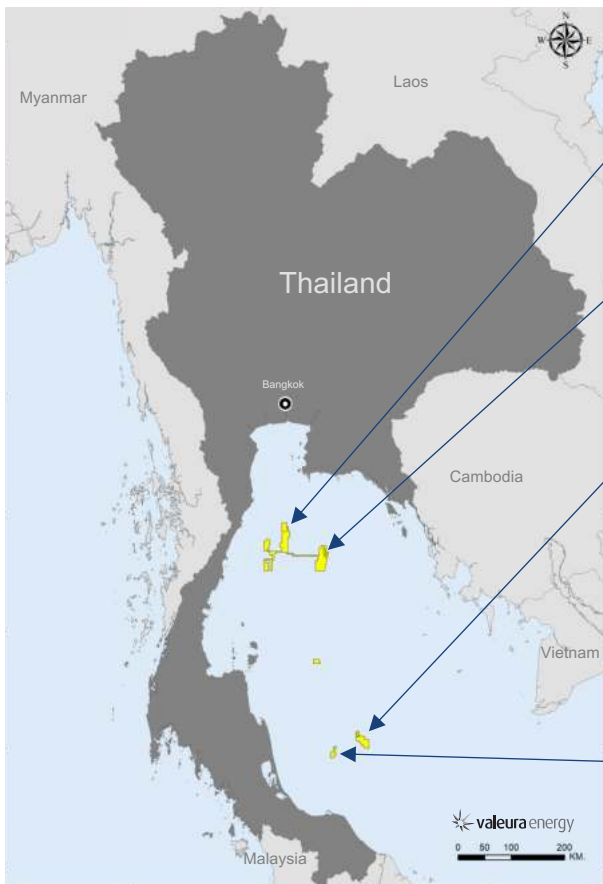 N
W E
S
Myanmar
Laos
Thailand
Bangkok
Cambodia
Vietnam
valeura energy
0 50 100 200
KM.
Malaysia